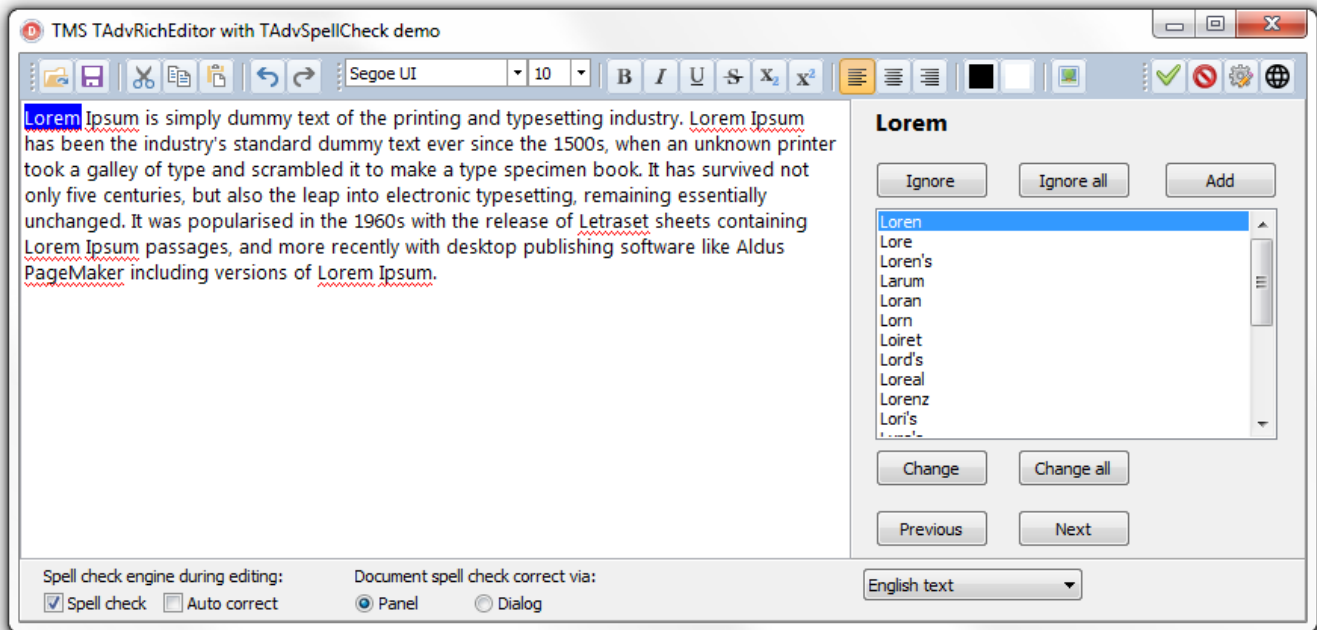 TMS TAdvRichEditor with TAdvSpellCheck demo
Segoe UI 10 B I U S X₂ x²
Lorem Ipsum is simply dummy text of the printing and typesetting industry. Lorem Ipsum
has been the industry's standard dummy text ever since the 1500s, when an unknown printer
took a galley of type and scrambled it to make a type specimen book. It has survived not
only five centuries, but also the leap into electronic typesetting, remaining essentially
unchanged. It was popularised in the 1960s with the release of Letraset sheets containing
Lorem Ipsum passages, and more recently with desktop publishing software like Aldus
PageMaker including versions of Lorem Ipsum.
Lorem
Ignore Ignore all Add
Loren
Lore
Loren's
Larum
Loran
Lorn
Loiret
Lord's
Loreal
Lorenz
Lori's
Change Change all
Previous Next
Spell check engine during editing:
Spell check Auto correct
Document spell check correct via:
Panel Dialog
English text